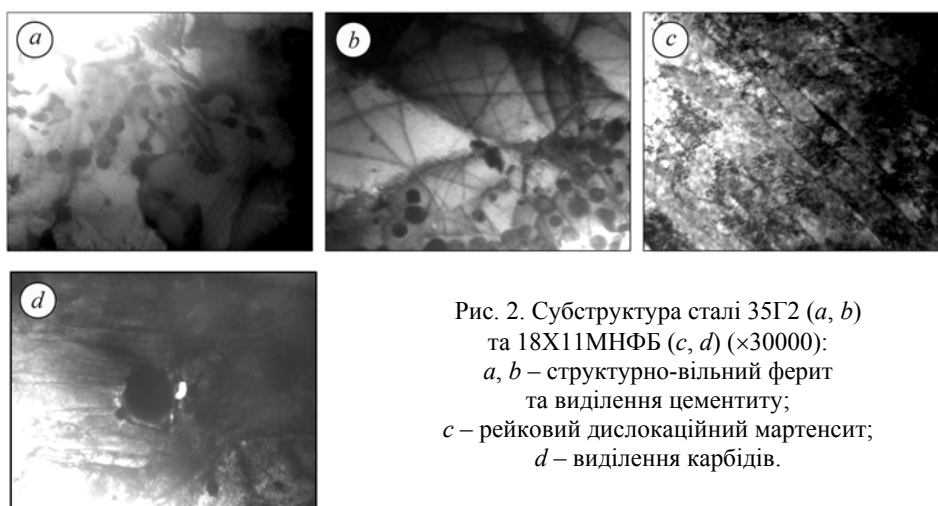 a
b
c
d
Рис. 2. Субструктура сталі 35Г2 (a, b)
та 18Х11МНФБ (c, d) (×30000):
a, b – структурно-вільний ферит
та виділення цементиту;
c – рейковий дислокаційний мартенсит;
d – виділення карбідів.